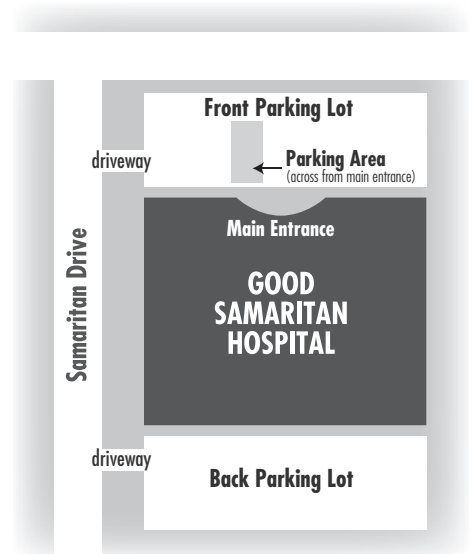 Front Parking Lot
driveway
Parking Area
(across from main entrance)
Main Entrance
Samaritan Drive
GOOD
SAMARITAN
HOSPITAL
driveway
Back Parking Lot